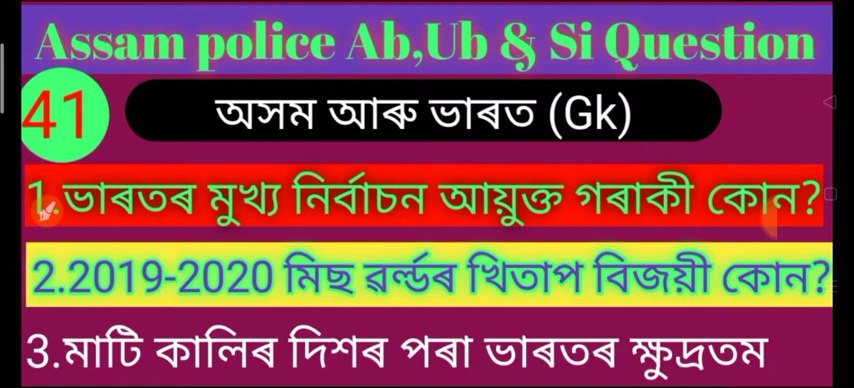 Assam police Ab,Ub & Si Question
41
অসম আৰু ভাৰত (Gk)
1.ভাৰতৰ মুখ্য নিৰ্বাচন আয়ুক্ত গৰাকী কোন?
2.2019-2020 মিছ ৱৰ্ল্ডৰ খিতাপ বিজয়ী কোন?
3.মাটি কালিৰ দিশৰ পৰা ভাৰতৰ ক্ষুদ্ৰতম